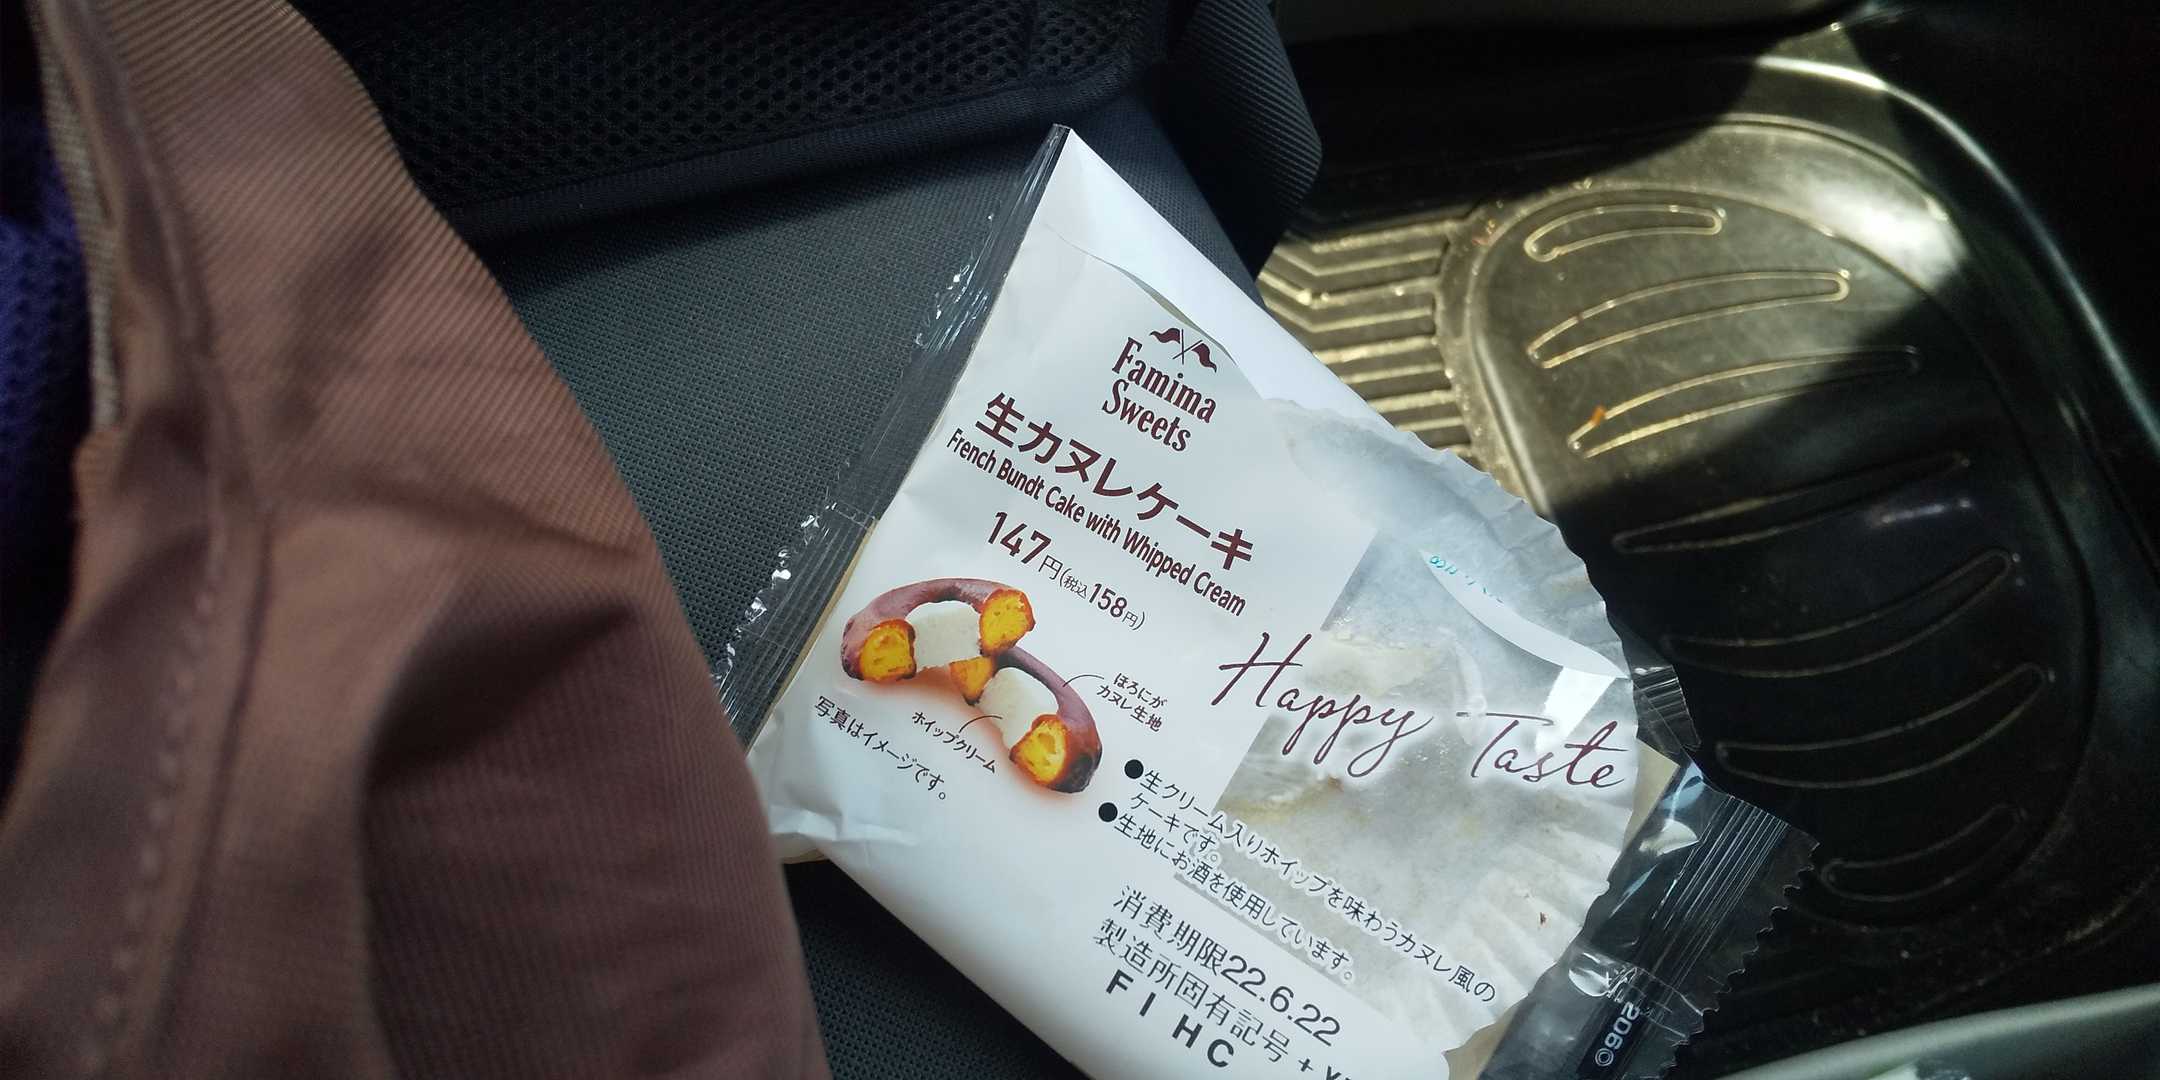 Famima
Sweets
生カヌレケーキ
French Bundt Cake with Whipped Cream
147円(税込158円)
ほろにが
カヌレ生地
ホイップクリーム
写真はイメージです。
Happy Taste
●生クリーム入りホイップを味わうカヌレ風の
ケーキです。
●生地にお酒を使用しています。
消費期限22.6.22
製造所固有記号+
FIHC